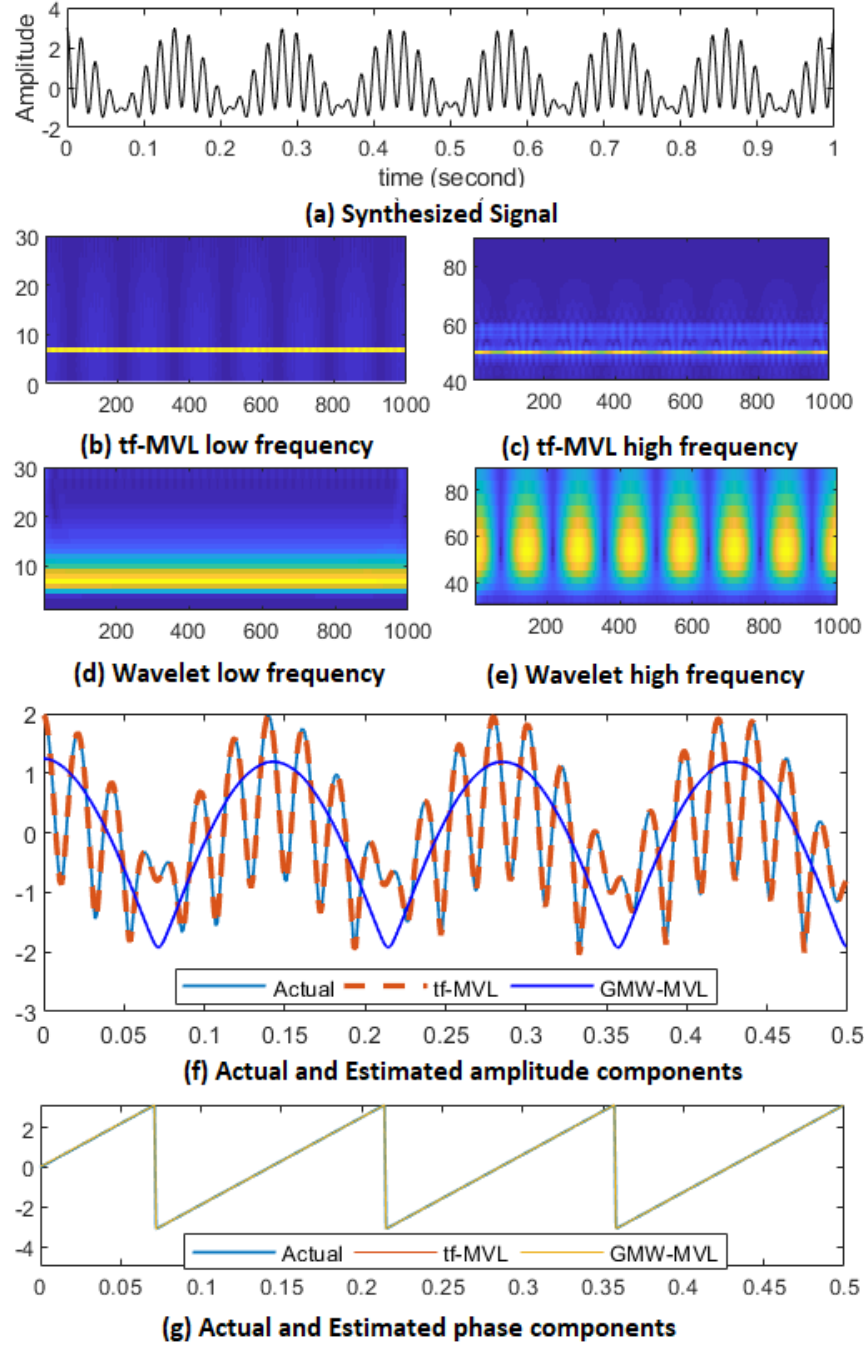 4
2
0
-2
Amplitude
0 0.1 0.2 0.3 0.4 0.5 0.6 0.7 0.8 0.9 1
time (second)
(a) Synthesized Signal
30
20
10
0
200 400 600 800 1000
(b) tf-MVL low frequency
80
60
40
200 400 600 800 1000
(c) tf-MVL high frequency
30
20
10
200 400 600 800 1000
(d) Wavelet low frequency
80
60
40
200 400 600 800 1000
(e) Wavelet high frequency
2
1
0
-1
-2
-3
Actual tf-MVL GMW-MVL
0 0.05 0.1 0.15 0.2 0.25 0.3 0.35 0.4 0.45 0.5
(f) Actual and Estimated amplitude components
2
0
-2
-4
Actual tf-MVL GMW-MVL
0 0.05 0.1 0.15 0.2 0.25 0.3 0.35 0.4 0.45 0.5
(g) Actual and Estimated phase components